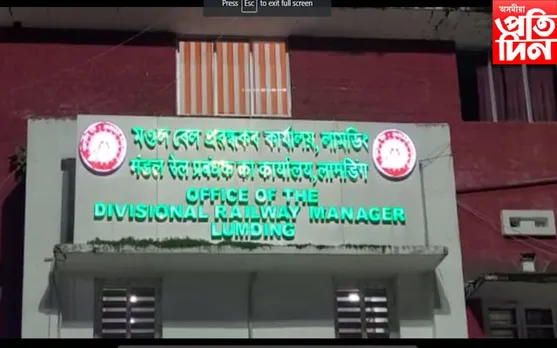 Press Esc to exit full screen
অসমীয়া
প্রতি
দিন
মণ্ডল ৰেল প্ৰবন্ধকৰ কাৰ্যালয়, লামডিং
मंडल रेल प्रबंधक का कार्यालय, लामडिंग
OFFICE OF THE
DIVISIONAL RAILWAY MANAGER
LUMDING